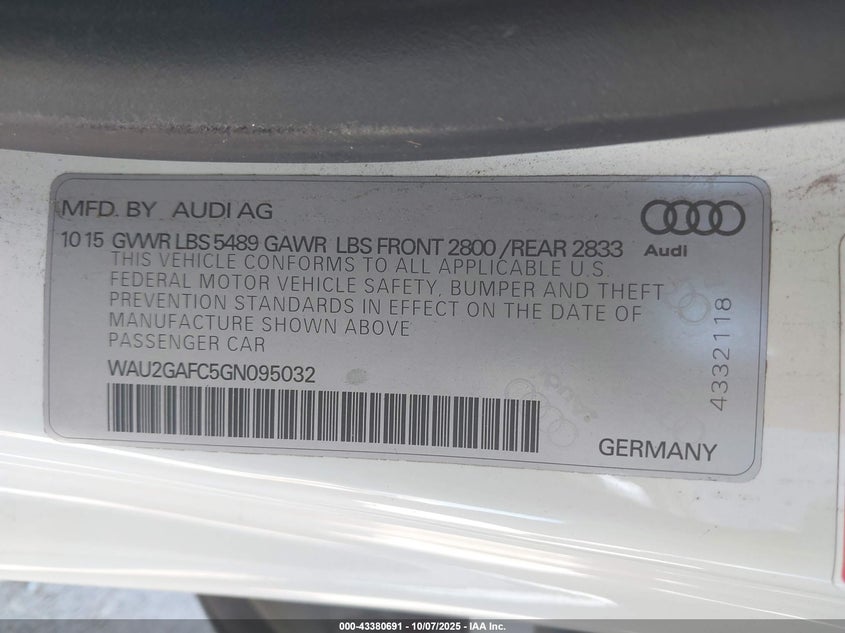 MFD. BY AUDI AG
10 15 GVWR LBS 5489 GAWR LBS FRONT 2800 /REAR 2833
Audi
THIS VEHICLE CONFORMS TO ALL APPLICABLE U.S.
FEDERAL MOTOR VEHICLE SAFETY, BUMPER AND THEFT
PREVENTION STANDARDS IN EFFECT ON THE DATE OF
MANUFACTURE SHOWN ABOVE
PASSENGER CAR
WAU2GAFC5GN095032
4332118
GERMANY
000-43380691 - 10/07/2025 - IAA Inc.